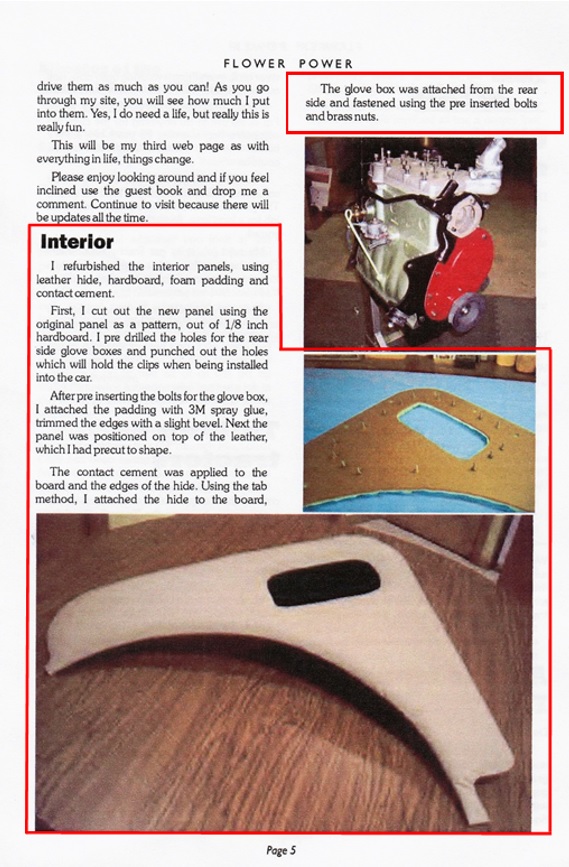 FLOWER POWER
drive them as much as you can! As you go
through my site, you will see how much I put
into them. Yes, I do need a life, but really this is
really fun.
This will be my third web page as with
everything in life, things change.
Please enjoy looking around and if you feel
inclined use the guest book and drop me a
comment. Continue to visit because there will
be updates all the time.
Interior
I refurbished the interior panels, using
leather hide, hardboard, foam padding and
contact cement.
First, I cut out the new panel using the
original panel as a pattern, out of 1/8 inch
hardboard. I pre drilled the holes for the rear
side glove boxes and punched out the holes
which will hold the clips when being installed
into the car.
After pre inserting the bolts for the glove box,
I attached the padding with 3M spray glue,
trimmed the edges with a slight bevel. Next the
panel was positioned on top of the leather,
which I had precut to shape.
The contact cement was applied to the
board and the edges of the hide. Using the tab
method, I attached the hide to the board,
The glove box was attached from the rear
side and fastened using the pre inserted bolts
and brass nuts.
Page 5